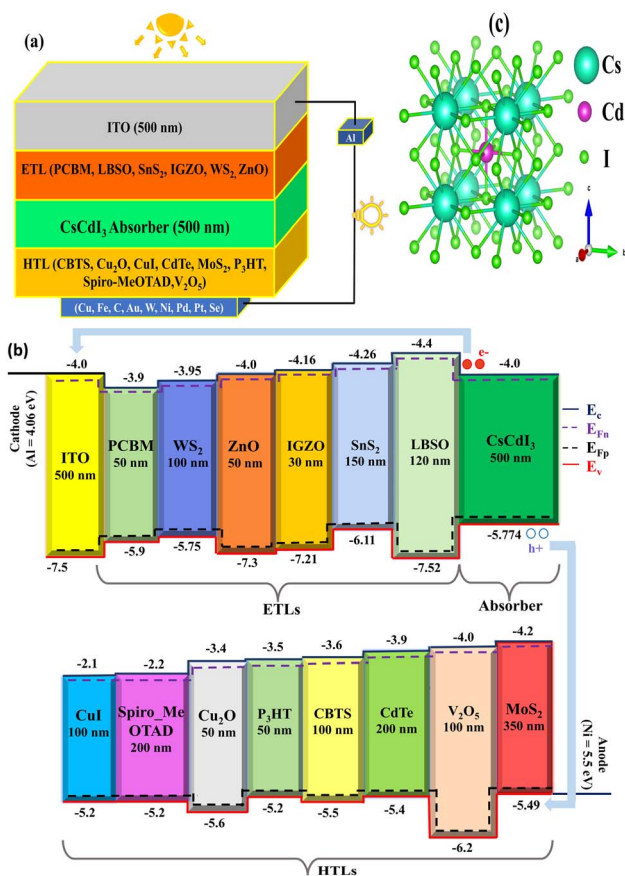 (a)
ITO (500 nm)
ETL (PCBM, LBSO, SnS₂, IGZO, WS₂, ZnO)
CsCdI₃ Absorber (500 nm)
HTL (CBTS, Cu₂O, CuI, CdTe, MoS₂, P₃HT,
Spiro-MeOTAD,V₂O₅)
(Cu, Fe, C, Au, W, Ni, Pd, Pt, Se)
Al
(c)
Cs
Cd
I
c
a
b
(b)
-4.0
-3.9
-3.95
-4.0
-4.16
-4.26
-4.4
e-
-4.0
Cathode
(Al = 4.06 eV)
ITO
500 nm
PCBM
50 nm
WS₂
100 nm
ZnO
50 nm
IGZO
30 nm
SnS₂
150 nm
LBSO
120 nm
CsCdI₃
500 nm
E_c
E_Fn
E_Fp
E_v
-7.5
-5.9
-5.75
-7.3
-7.21
-6.11
-7.52
-5.774
h+
ETLs
Absorber
-2.1
-2.2
-3.4
-3.5
-3.6
-3.9
-4.0
-4.2
CuI
100 nm
Spiro_Me
OTAD
200 nm
Cu₂O
50 nm
P₃HT
50 nm
CBTS
100 nm
CdTe
200 nm
V₂O₅
100 nm
MoS₂
350 nm
Anode
(Ni = 5.5 eV)
-5.2
-5.2
-5.6
-5.2
-5.5
-5.4
-6.2
-5.49
HTLs